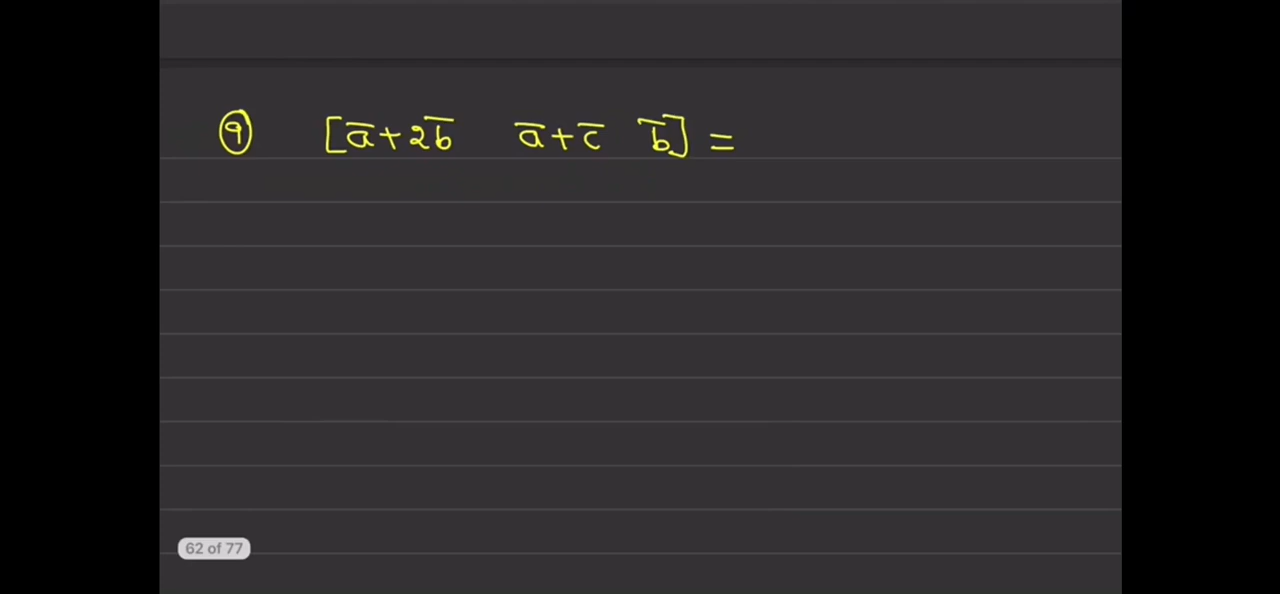 ⑨ [a̅+2b̅ a̅+c̅ b̅] =
62 of 77